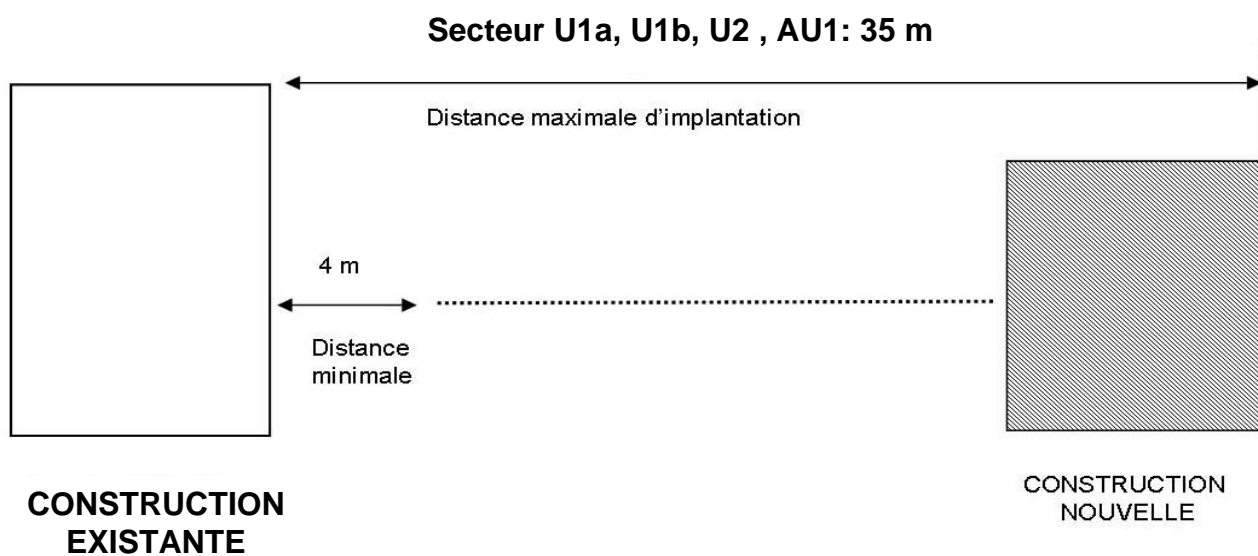 Secteur U1a, U1b, U2 , AU1: 35 m
Distance maximale d'implantation
4 m
Distance
minimale
CONSTRUCTION
EXISTANTE
CONSTRUCTION
NOUVELLE